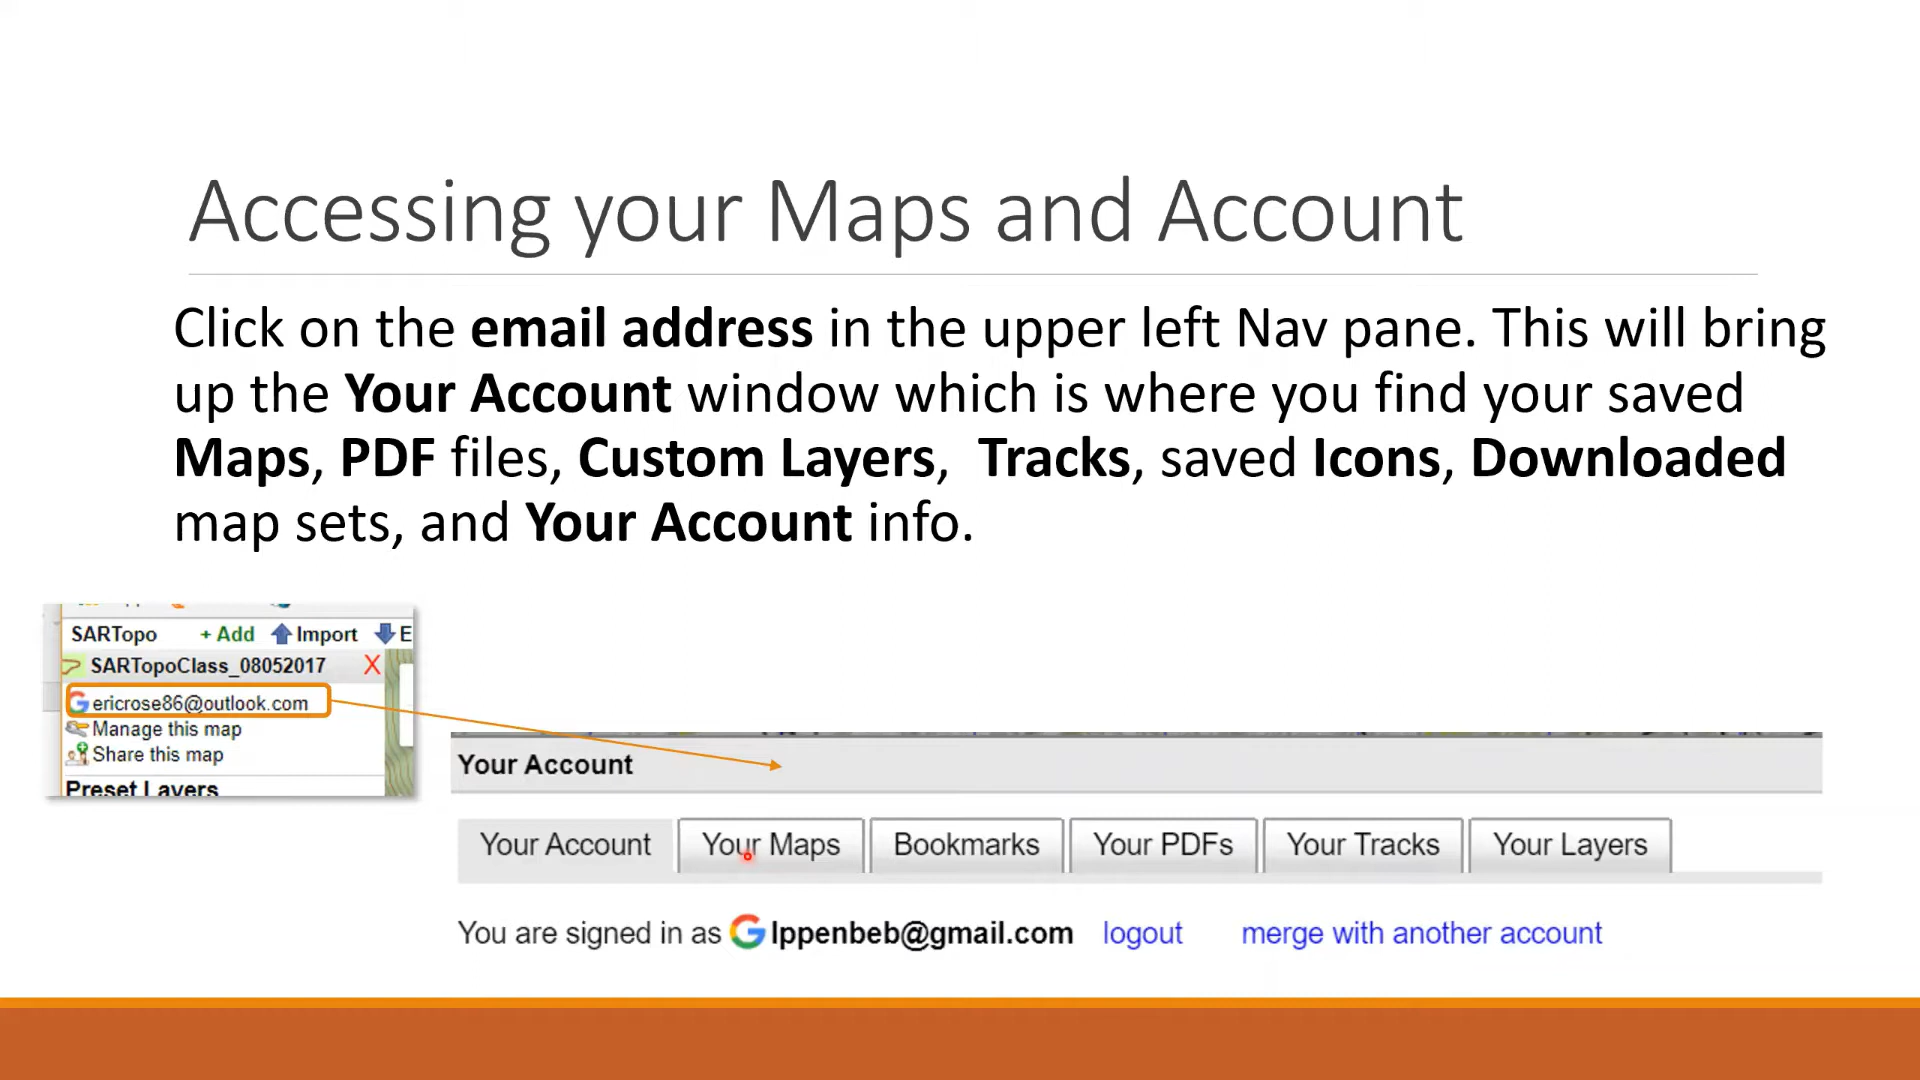 Accessing your Maps and Account
Click on the email address in the upper left Nav pane. This will bring
up the Your Account window which is where you find your saved
Maps, PDF files, Custom Layers, Tracks, saved Icons, Downloaded
map sets, and Your Account info.
SARTopo + Add Import E
SARTopoClass_08052017 X
ericrose86@outlook.com
Manage this map
Share this map
Preset Layers
Your Account
Your Account Your Maps Bookmarks Your PDFs Your Tracks Your Layers
You are signed in as lppenbeb@gmail.com logout merge with another account